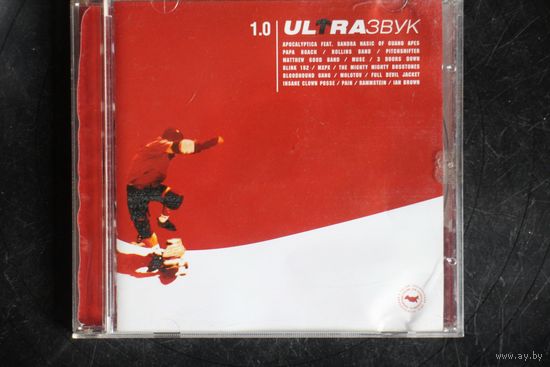 1.0 ULTRAЗВУК
APOCALYPTICA FEAT. SANDRA NASIC OF GUANO APES
PAPA ROACH / ROLLINS BAND / PITCHSHIFTER
MATTHEW GOOD BAND / MUSE / 3 DOORS DOWN
BLINK 182 / МАРК / THE MIGHTY MIGHTY BOSSTONES
BLOODHOUND GANG / MOLOTOV / FULL DEVIL JACKET
INSANE CLOWN POSSE / PAIN / RAMMSTEIN / IAN BROWN
www.ay.by